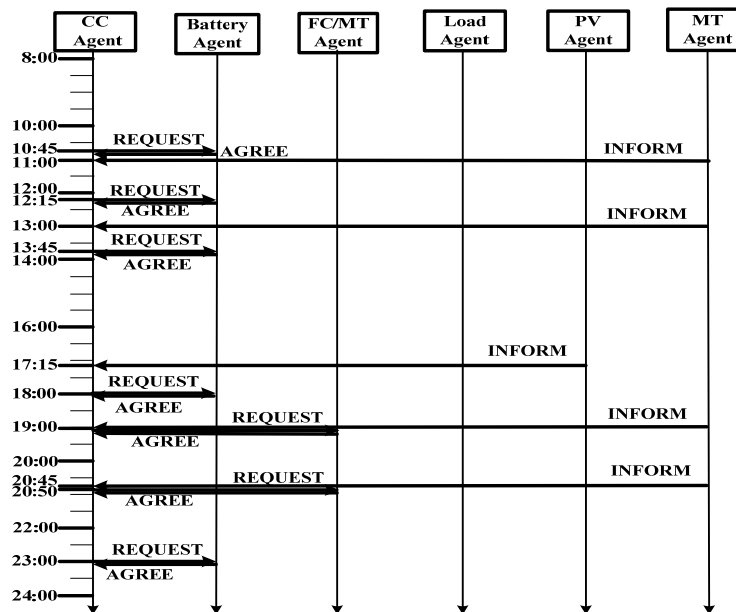 CC
Agent
Battery
Agent
FC/MT
Agent
Load
Agent
PV
Agent
MT
Agent
8:00
10:00
REQUEST
10:45
AGREE
INFORM
11:00
12:00
REQUEST
12:15
AGREE
INFORM
13:00
REQUEST
13:45
AGREE
14:00
16:00
INFORM
17:15
REQUEST
18:00
AGREE
REQUEST
INFORM
19:00
AGREE
20:00
REQUEST
INFORM
20:45
20:50
AGREE
22:00
REQUEST
23:00
AGREE
24:00